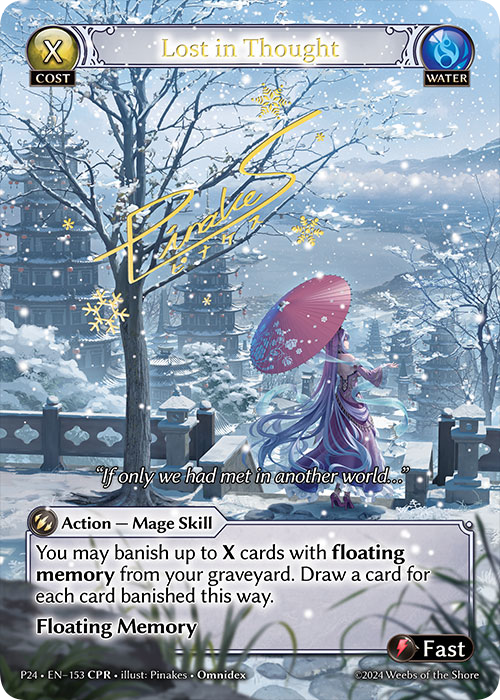 X
COST
Lost in Thought
WATER
PinakeS
ピナケス
“If only we had met in another world...”
Action — Mage Skill
You may banish up to X cards with floating
memory from your graveyard. Draw a card for
each card banished this way.
Floating Memory
Fast
P24 • EN–153 CPR • illust: Pinakes • Omnidex
©2024 Weebs of the Shore